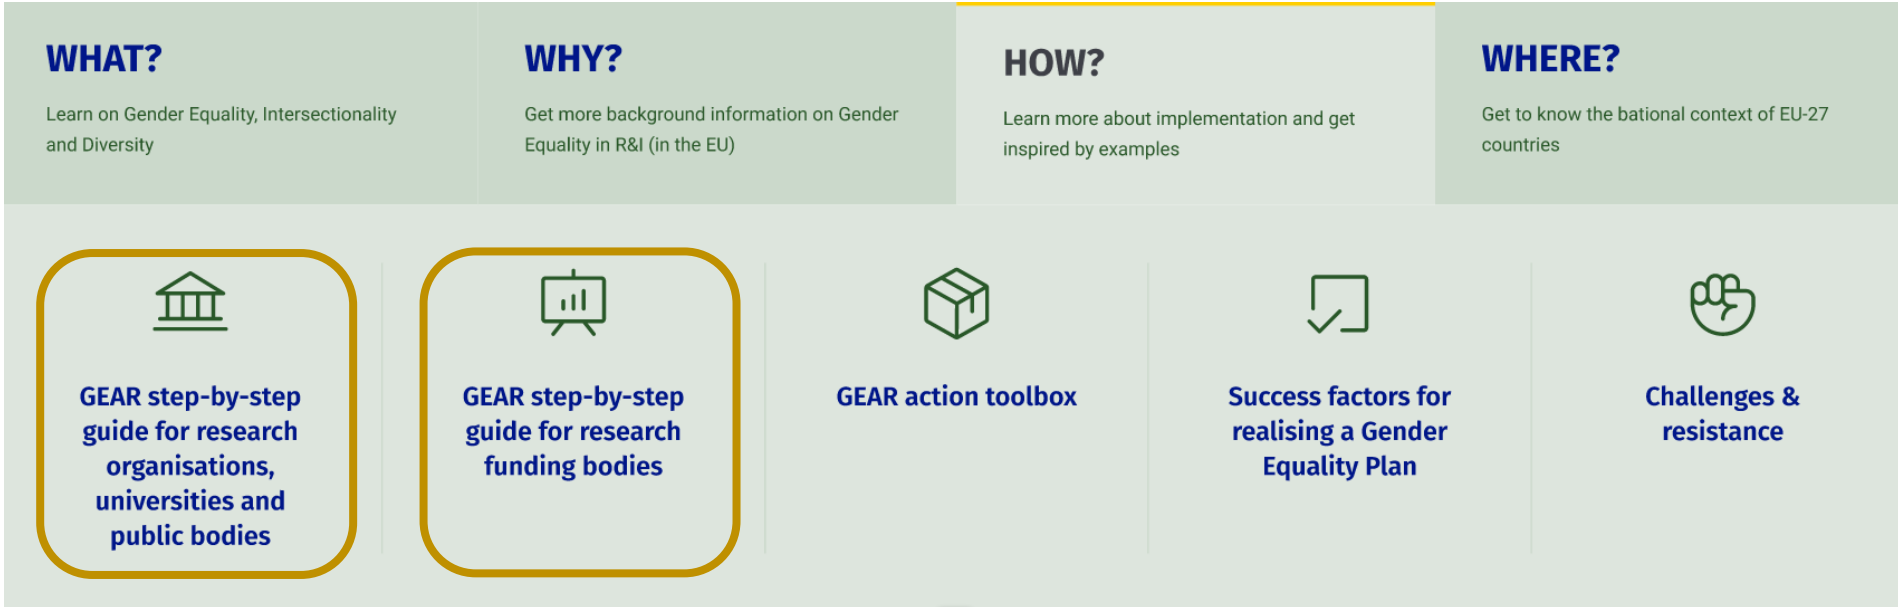 WHAT?
Learn on Gender Equality, Intersectionality
and Diversity
WHY?
Get more background information on Gender
Equality in R&I (in the EU)
HOW?
Learn more about implementation and get
inspired by examples
WHERE?
Get to know the bational context of EU-27
countries
GEAR step-by-step
guide for research
organisations,
universities and
public bodies
GEAR step-by-step
guide for research
funding bodies
GEAR action toolbox
Success factors for
realising a Gender
Equality Plan
Challenges &
resistance